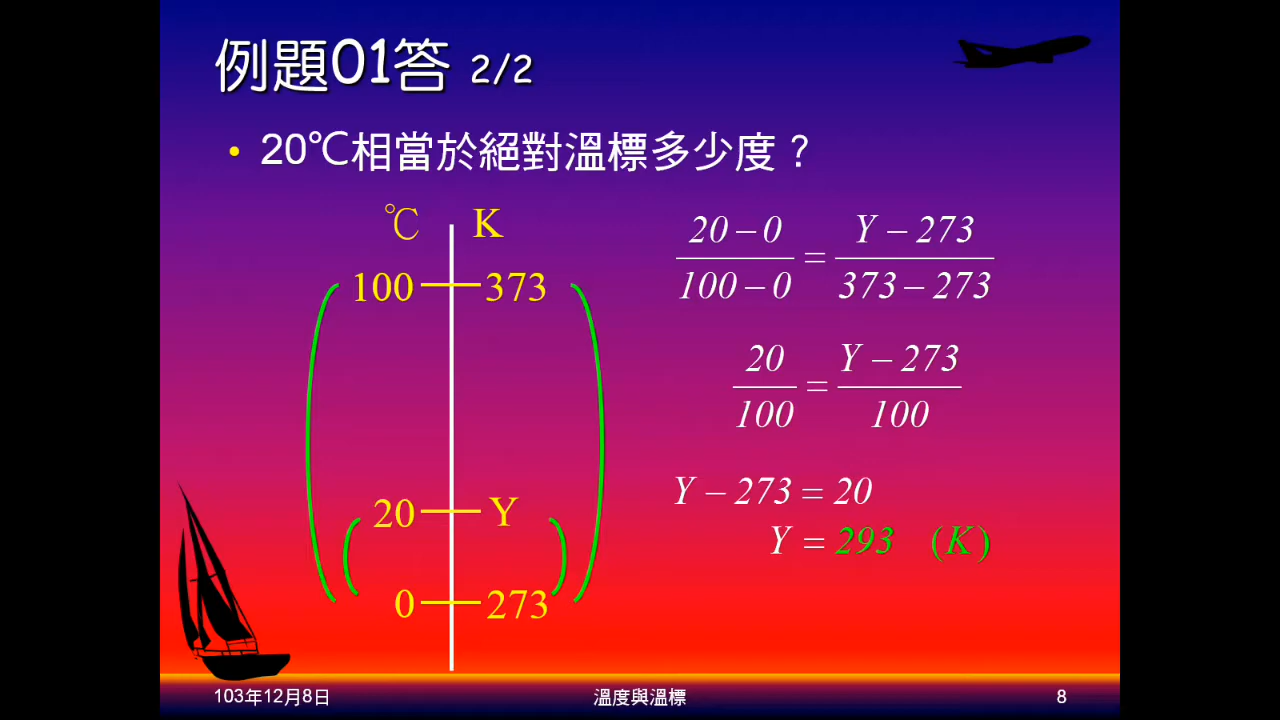 例題01答 2/2
• 20℃相當於絕對溫標多少度？
℃ K
100 373
20 Y
0 273
20 − 0 / 100 − 0 = Y − 273 / 373 − 273
20 / 100 = Y − 273 / 100
Y − 273 = 20
Y = 293 (K)
103年12月8日 溫度與溫標 8